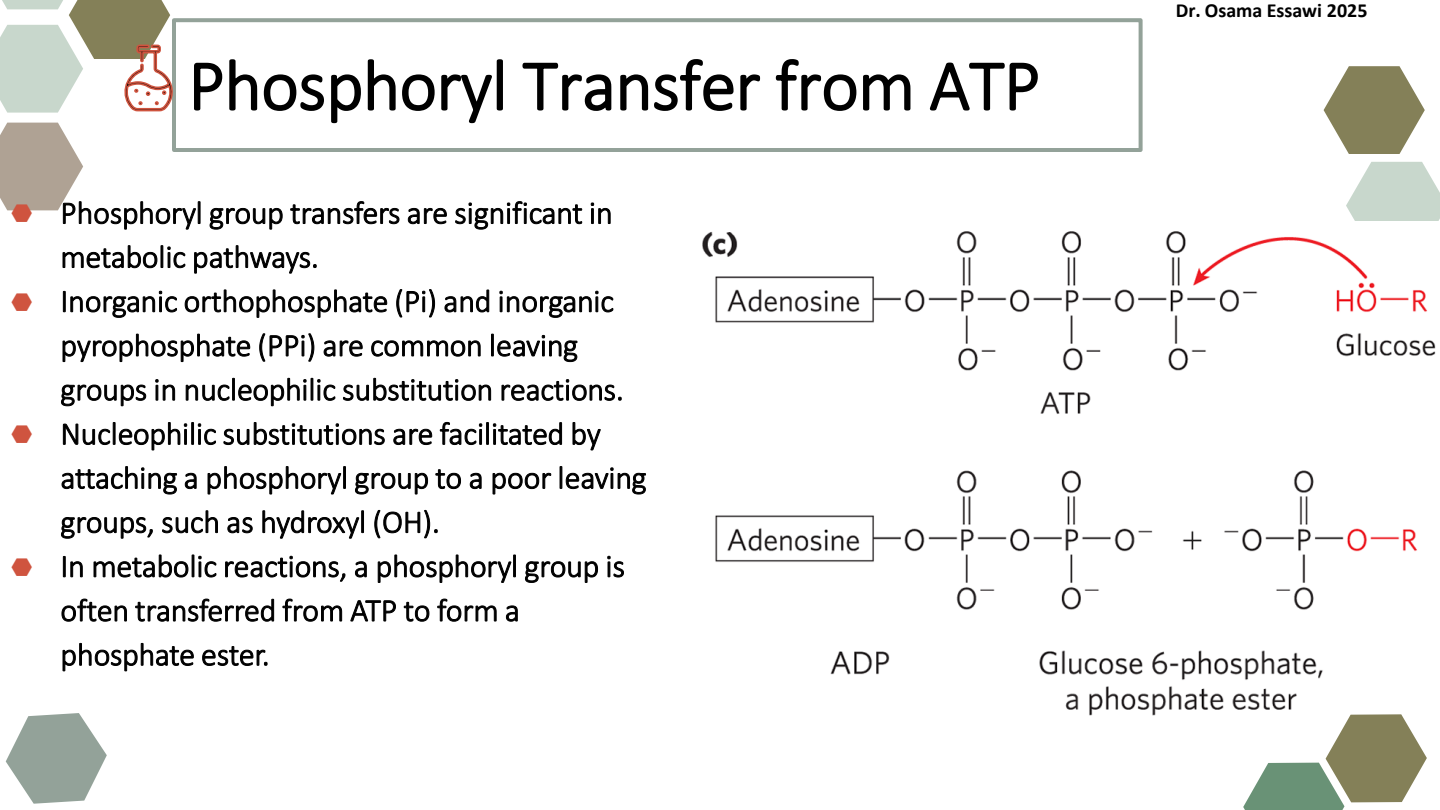 Dr. Osama Essawi 2025
Phosphoryl Transfer from ATP
Phosphoryl group transfers are significant in
metabolic pathways.
Inorganic orthophosphate (Pi) and inorganic
pyrophosphate (PPi) are common leaving
groups in nucleophilic substitution reactions.
Nucleophilic substitutions are facilitated by
attaching a phosphoryl group to a poor leaving
groups, such as hydroxyl (OH).
In metabolic reactions, a phosphoryl group is
often transferred from ATP to form a
phosphate ester.
(c)
O O O
Adenosine—O—P—O—P—O—P—O⁻ HÖ—R
O⁻ O⁻ O⁻
Glucose
ATP
O O O
Adenosine—O—P—O—P—O⁻ + ⁻O—P—O—R
O⁻ O⁻ ⁻O
ADP
Glucose 6-phosphate,
a phosphate ester